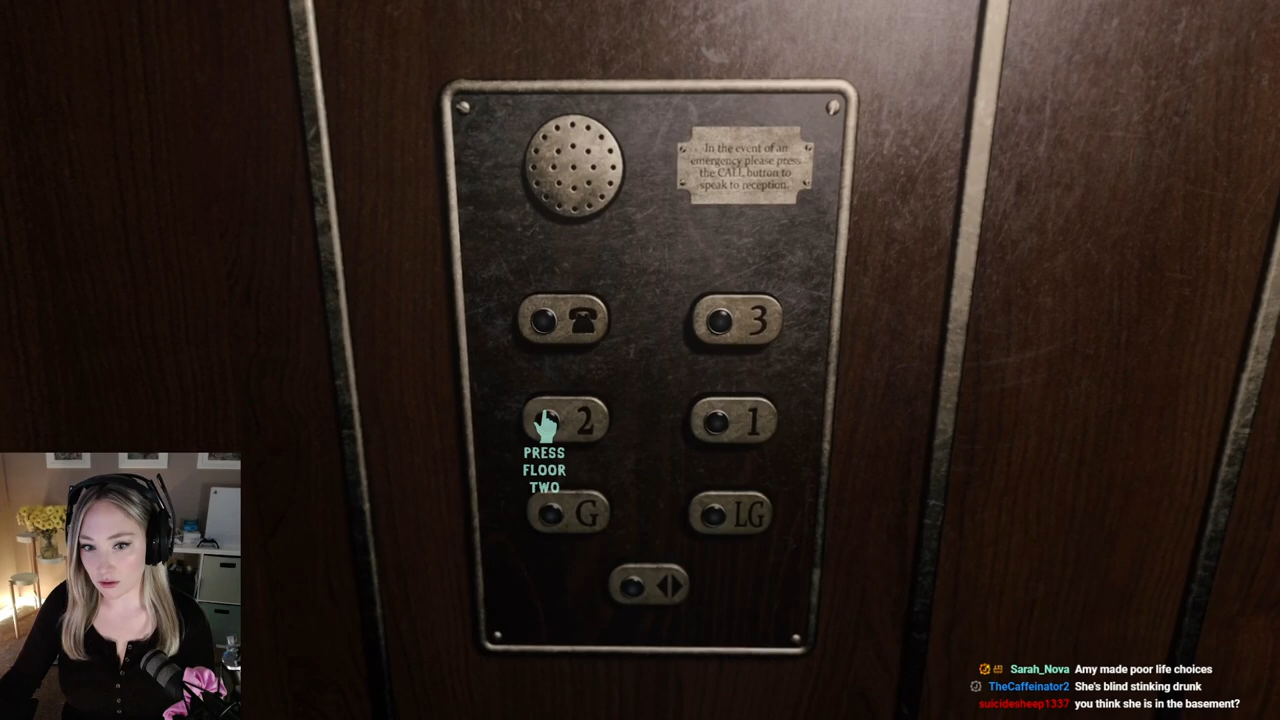 In the event of an
emergency please press
the CALL button to
speak to reception.
3
2
1
PRESS
FLOOR
TWO
G
LG
Sarah_Nova Amy made poor life choices
TheCaffeinator2 She's blind stinking drunk
suicidesheep1337 you think she is in the basement?